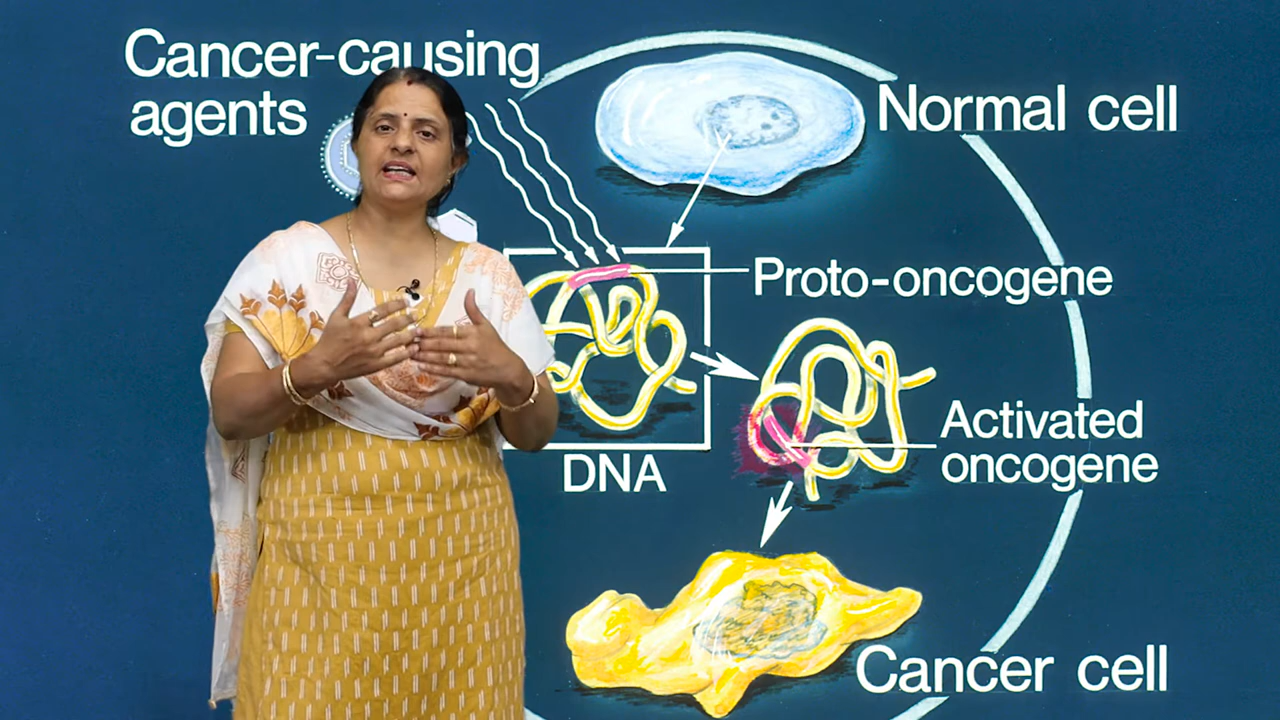 Cancer-causing
agents
Normal cell
Proto-oncogene
DNA
Activated
oncogene
Cancer cell